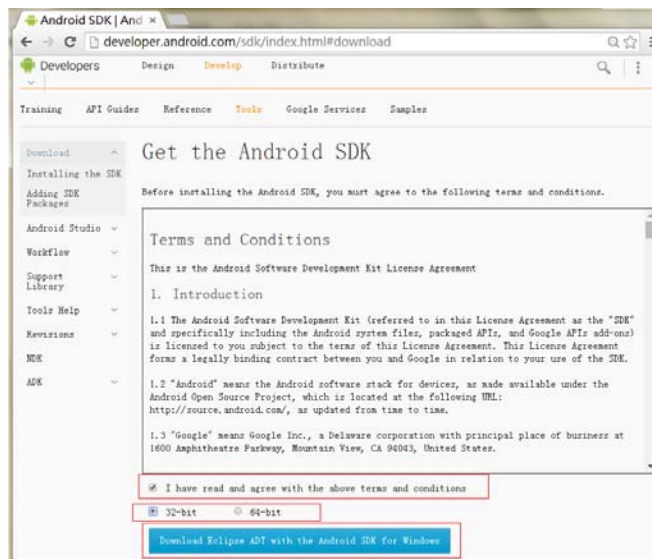 Android SDK | And
developer.android.com/sdk/index.html#download
Developers
Design Develop Distribute
Training API Guides Reference Tools Google Services Samples
Download
Installing the SDK
Adding SDK
Packages
Android Studio
Workflow
Support
Library
Tools Help
Revisions
NDK
ADK
Get the Android SDK
Before installing the Android SDK, you must agree to the following terms and conditions.
Terms and Conditions
This is the Android Software Development Kit License Agreement
1. Introduction
1.1 The Android Software Development Kit (referred to in this License Agreement as the "SDK"
and specifically including the Android system files, packaged APIs, and Google APIs add-ons)
is licensed to you subject to the terms of this License Agreement. This License Agreement
forms a legally binding contract between you and Google in relation to your use of the SDK.
1.2 "Android" means the Android software stack for devices, as made available under the
Android Open Source Project, which is located at the following URL:
http://source.android.com/, as updated from time to time.
1.3 "Google" means Google Inc., a Delaware corporation with principal place of business at
1600 Amphitheatre Parkway, Mountain View, CA 94043, United States.
I have read and agree with the above terms and conditions
32-bit 64-bit
Download Eclipse ADT with the Android SDK for Windows